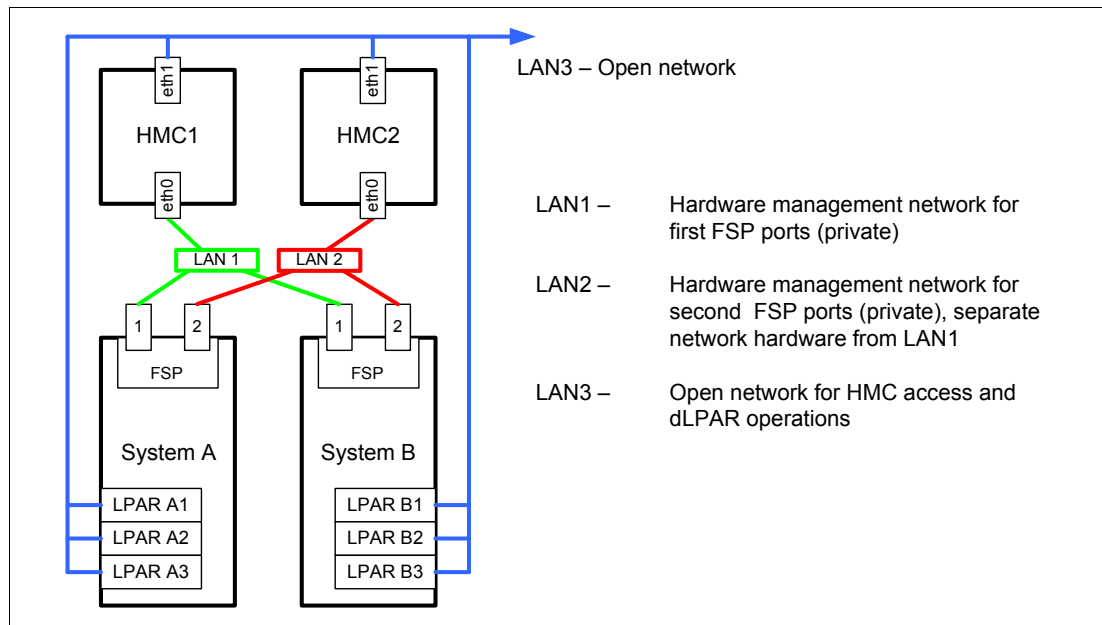 LAN3 – Open network
eth1
eth1
HMC1
HMC2
eth0
eth0
LAN 1
LAN 2
1
2
1
2
FSP
FSP
System A
System B
LPAR A1
LPAR B1
LPAR A2
LPAR B2
LPAR A3
LPAR B3
LAN1 – Hardware management network for
first FSP ports (private)
LAN2 – Hardware management network for
second FSP ports (private), separate
network hardware from LAN1
LAN3 – Open network for HMC access and
dLPAR operations